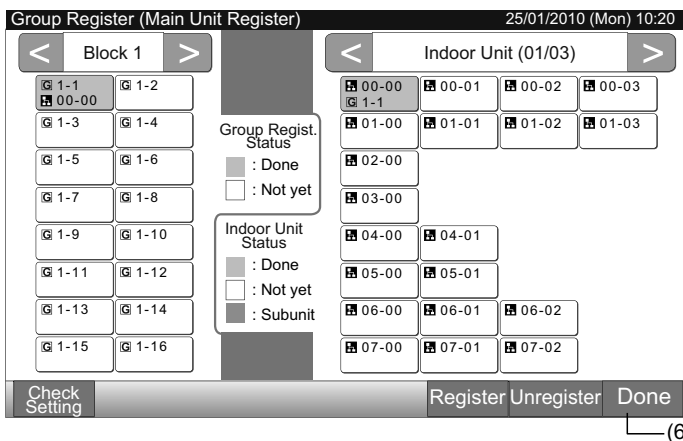 Group Register (Main Unit Register) 25/01/2010 (Mon) 10:20
< Block 1 > < Indoor Unit (01/03) >
G 1-1
00-00
G 1-2
G 1-3 G 1-4
G 1-5 G 1-6
G 1-7 G 1-8
G 1-9 G 1-10
G 1-11 G 1-12
G 1-13 G 1-14
G 1-15 G 1-16
Group Regist.
Status
: Done
: Not yet
Indoor Unit
Status
: Done
: Not yet
: Subunit
00-00 00-01 00-02 00-03
G 1-1
01-00 01-01 01-02 01-03
02-00
03-00
04-00 04-01
05-00 05-01
06-00 06-01 06-02
07-00 07-01 07-02
Check
Setting
Register Unregister Done
(6